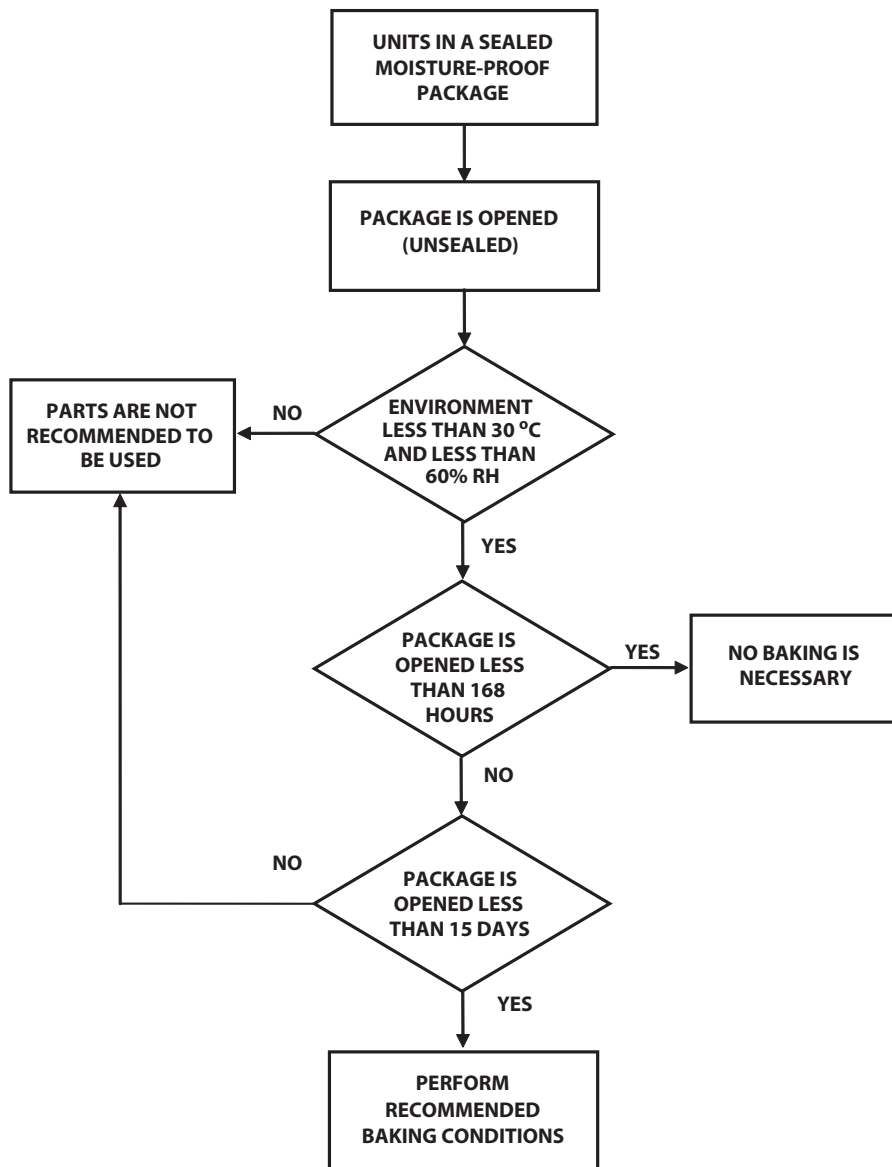 UNITS IN A SEALED
MOISTURE-PROOF
PACKAGE
PACKAGE IS OPENED
(UNSEALED)
ENVIRONMENT
LESS THAN 30 °C
AND LESS THAN
60% RH
NO
PARTS ARE NOT
RECOMMENDED TO
BE USED
YES
PACKAGE IS
OPENED LESS
THAN 168
HOURS
YES
NO BAKING IS
NECESSARY
NO
PACKAGE IS
OPENED LESS
THAN 15 DAYS
NO
YES
PERFORM
RECOMMENDED
BAKING CONDITIONS